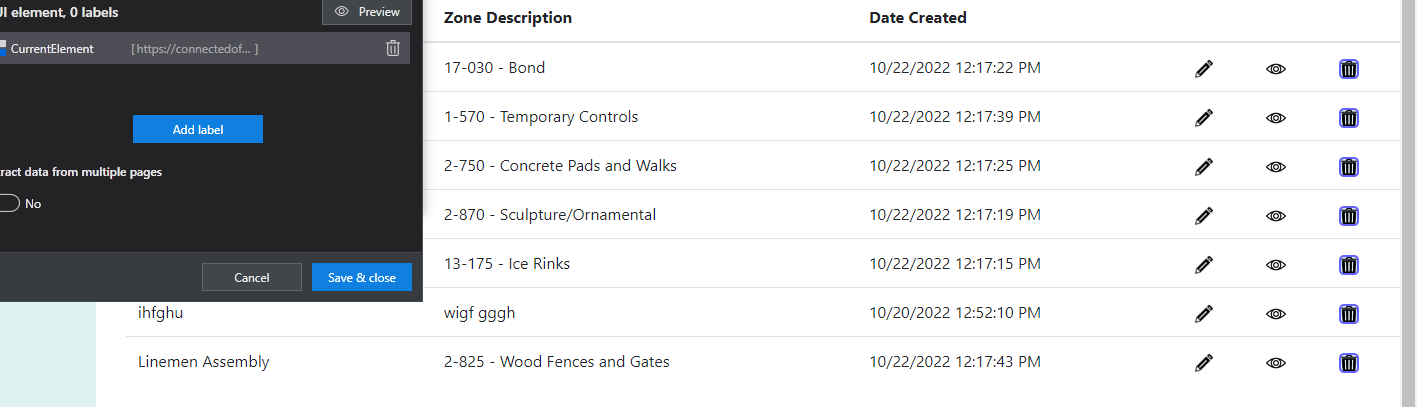 UI element, 0 labels
Preview
CurrentElement [ https://connectedof... ]
Add label
tract data from multiple pages
No
Cancel Save & close
Zone Description Date Created
17-030 - Bond 10/22/2022 12:17:22 PM
1-570 - Temporary Controls 10/22/2022 12:17:39 PM
2-750 - Concrete Pads and Walks 10/22/2022 12:17:25 PM
2-870 - Sculpture/Ornamental 10/22/2022 12:17:19 PM
13-175 - Ice Rinks 10/22/2022 12:17:15 PM
ihfghu wigf gggh 10/20/2022 12:52:10 PM
Linemen Assembly 2-825 - Wood Fences and Gates 10/22/2022 12:17:43 PM